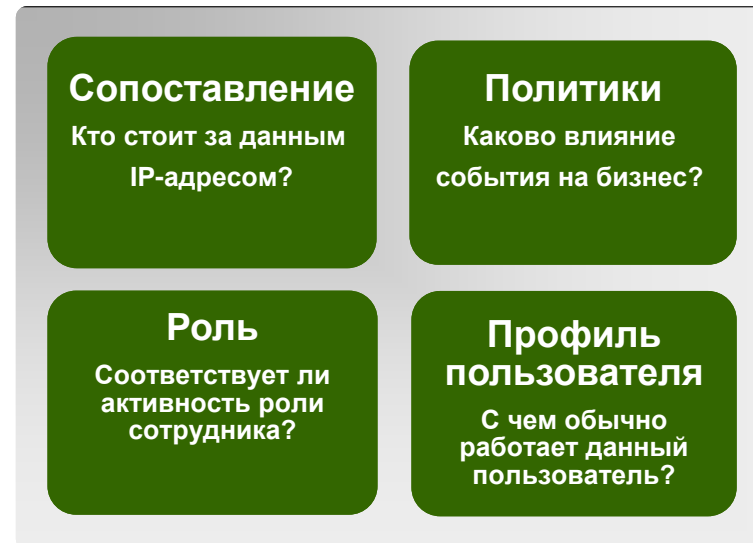 Сопоставление
Кто стоит за данным
IP-адресом?
Политики
Каково влияние
события на бизнес?
Роль
Соответствует ли
активность роли
сотрудника?
Профиль
пользователя
С чем обычно
работает данный
пользователь?